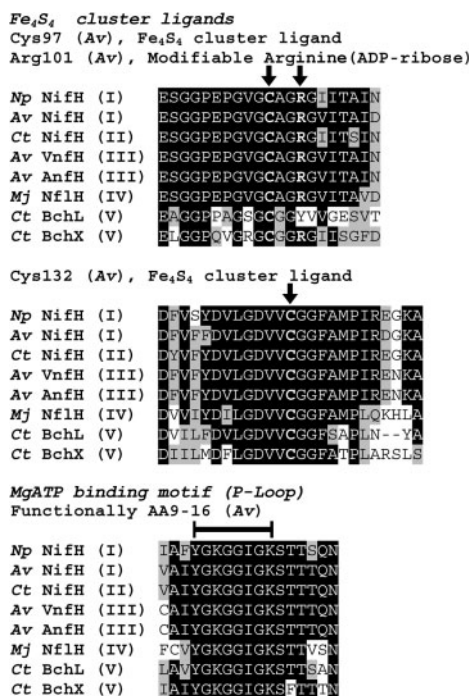 Fe₄S₄ cluster ligands
Cys97 (Av), Fe₄S₄ cluster ligand
Arg101 (Av), Modifiable Arginine(ADP-ribose)
Np NifH (I) ESGGPEPGVGCAGRGIITAIN
Av NifH (I) ESGGPEPGVGCAGRGVITAID
Ct NifH (II) ESGGPEPGVGCAGRGIITSIN
Av VnfH (III) ESGGPEPGVGCAGRGVITAIN
Av AnfH (III) ESGGPEPGVGCAGRGVITAIN
Mj NflH (IV) ESGGPEPGVGCAGRGVITAVD
Ct BchL (V) EAGGPPAGSGCGGYVVGESVT
Ct BchX (V) ELGGPQVGRGCGGRGIISGFD
Cys132 (Av), Fe₄S₄ cluster ligand
Np NifH (I) DFVSYDVLGDVVCGGFAMPIREGKA
Av NifH (I) DFVFFDVLGDVVCGGFAMPIRDGKA
Ct NifH (II) DYVFYDVLGDVVCGGFAMPIREGKA
Av VnfH (III) DFVFYDVLGDVVCGGFAMPIRENKA
Av AnfH (III) DFVFYDVLGDVVCGGFAMPIRENKA
Mj NflH (IV) DVVIYDILGDVVCGGFAMPLQKHLA
Ct BchL (V) DVILFDVLGDVVCGGFSAPLN--YA
Ct BchX (V) DIILMDFLGDVVCGGFATPLARSLS
MgATP binding motif (P-Loop)
Functionally AA9-16 (Av)
Np NifH (I) IAFYGKGGIGKSTTSQN
Av NifH (I) VAIYGKGGIGKSTTTQN
Ct NifH (II) VAIYGKGGIGKSTTTQN
Av VnfH (III) CAIYGKGGIGKSTTTQN
Av AnfH (III) CAIYGKGGIGKSTTTQN
Mj NflH (IV) FCVYGKGGIGKSTTVSN
Ct BchL (V) LAVYGKGGIGKSTTSAN
Ct BchX (V) IAIYGKGGIGKSFTTTN